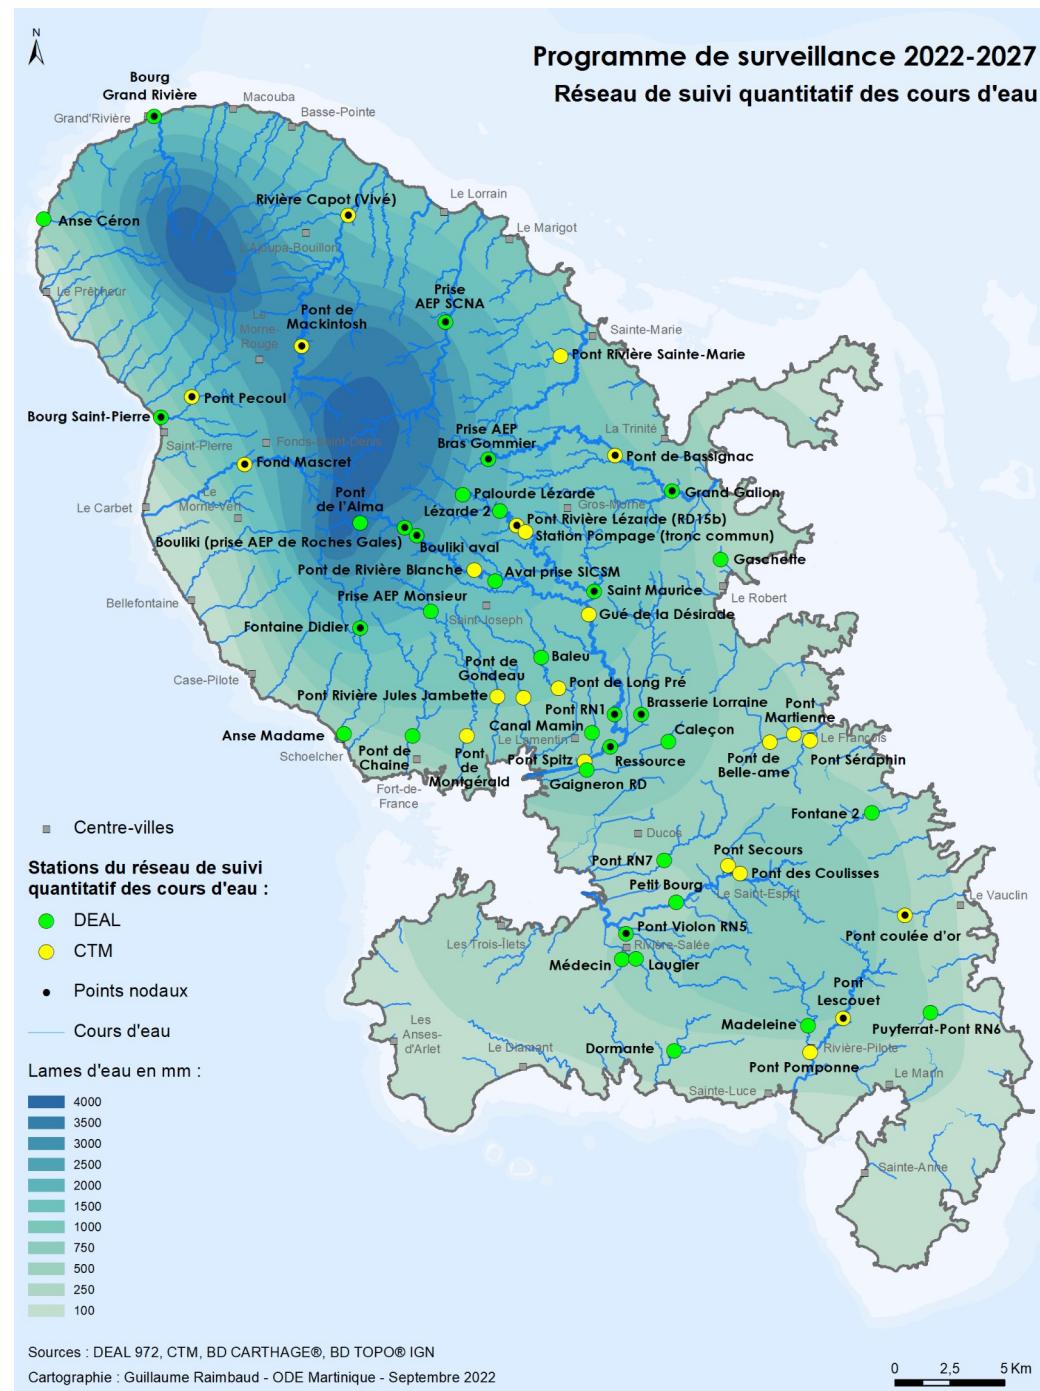 N
Programme de surveillance 2022-2027
Réseau de suivi quantitatif des cours d'eau
Bourg
Grand Rivière
Macouba
Grand'Rivière
Basse-Pointe
Rivière Capot (Vivé)
Le Lorrain
Anse Céron
Le Marigot
L'Ajoupa-Bouillon
Le Prêcheur
Prise
AEP SCNA
Pont de
Mackintosh
Le
Morne-
Rouge
Sainte-Marie
Pont Rivière Sainte-Marie
Pont Pecoul
Bourg Saint-Pierre
Saint-Pierre
Fonds-Saint-Denis
Prise AEP
Bras Gommier
La Trinité
Pont de Bassignac
Fond Mascret
Le Carbet
Le
Morne-Vert
Pont
de l'Alma
Palourde Lézarde
Grand Galion
Gros-Morne
Lézarde 2
Pont Rivière Lézarde (RD15b)
Station Pompage (tronc commun)
Bouliki (prise AEP de Roches Gales)
Bouliki aval
Gaschette
Pont de Rivière Blanche
Aval prise SICSM
Saint Maurice
Le Robert
Bellefontaine
Prise AEP Monsieur
Saint-Joseph
Gué de la Désirade
Fontaine Didier
Baleu
Case-Pilote
Pont de
Gondeau
Pont de Long Pré
Pont Rivière Jules Jambette
Pont RN1
Brasserie Lorraine
Pont
Martienne
Canal Mamin
Caleçon
Le François
Anse Madame
Schoelcher
Pont de
Chaine
Le Lamentin
Pont Spitz
Ressource
Pont de
Belle-ame
Pont Séraphin
Pont
de
Montgérald
Gaigneron RD
Fort-de-
France
Fontane 2
Centre-villes
Ducos
Stations du réseau de suivi
quantitatif des cours d'eau :
Pont RN7
Pont Secours
Pont des Coulisses
Petit Bourg
Le Saint-Esprit
Le Vauclin
DEAL
CTM
Pont Violon RN5
Pont coulée d'or
Les Trois-Îlets
Rivière-Salée
Médecin
Laugier
Points nodaux
Pont
Lescouet
Cours d'eau
Les
Anses-
d'Arlet
Madeleine
Puyferrat-Pont RN6
Le Diamant
Dormante
Rivière-Pilote
Pont Pomponne
Lames d'eau en mm :
Sainte-Luce
Le Marin
4000
3500
3000
2500
2000
1500
1000
750
500
250
100
Sainte-Anne
Sources : DEAL 972, CTM, BD CARTHAGE®, BD TOPO® IGN
Cartographie : Guillaume Raimbaud - ODE Martinique - Septembre 2022
0 2,5 5 Km